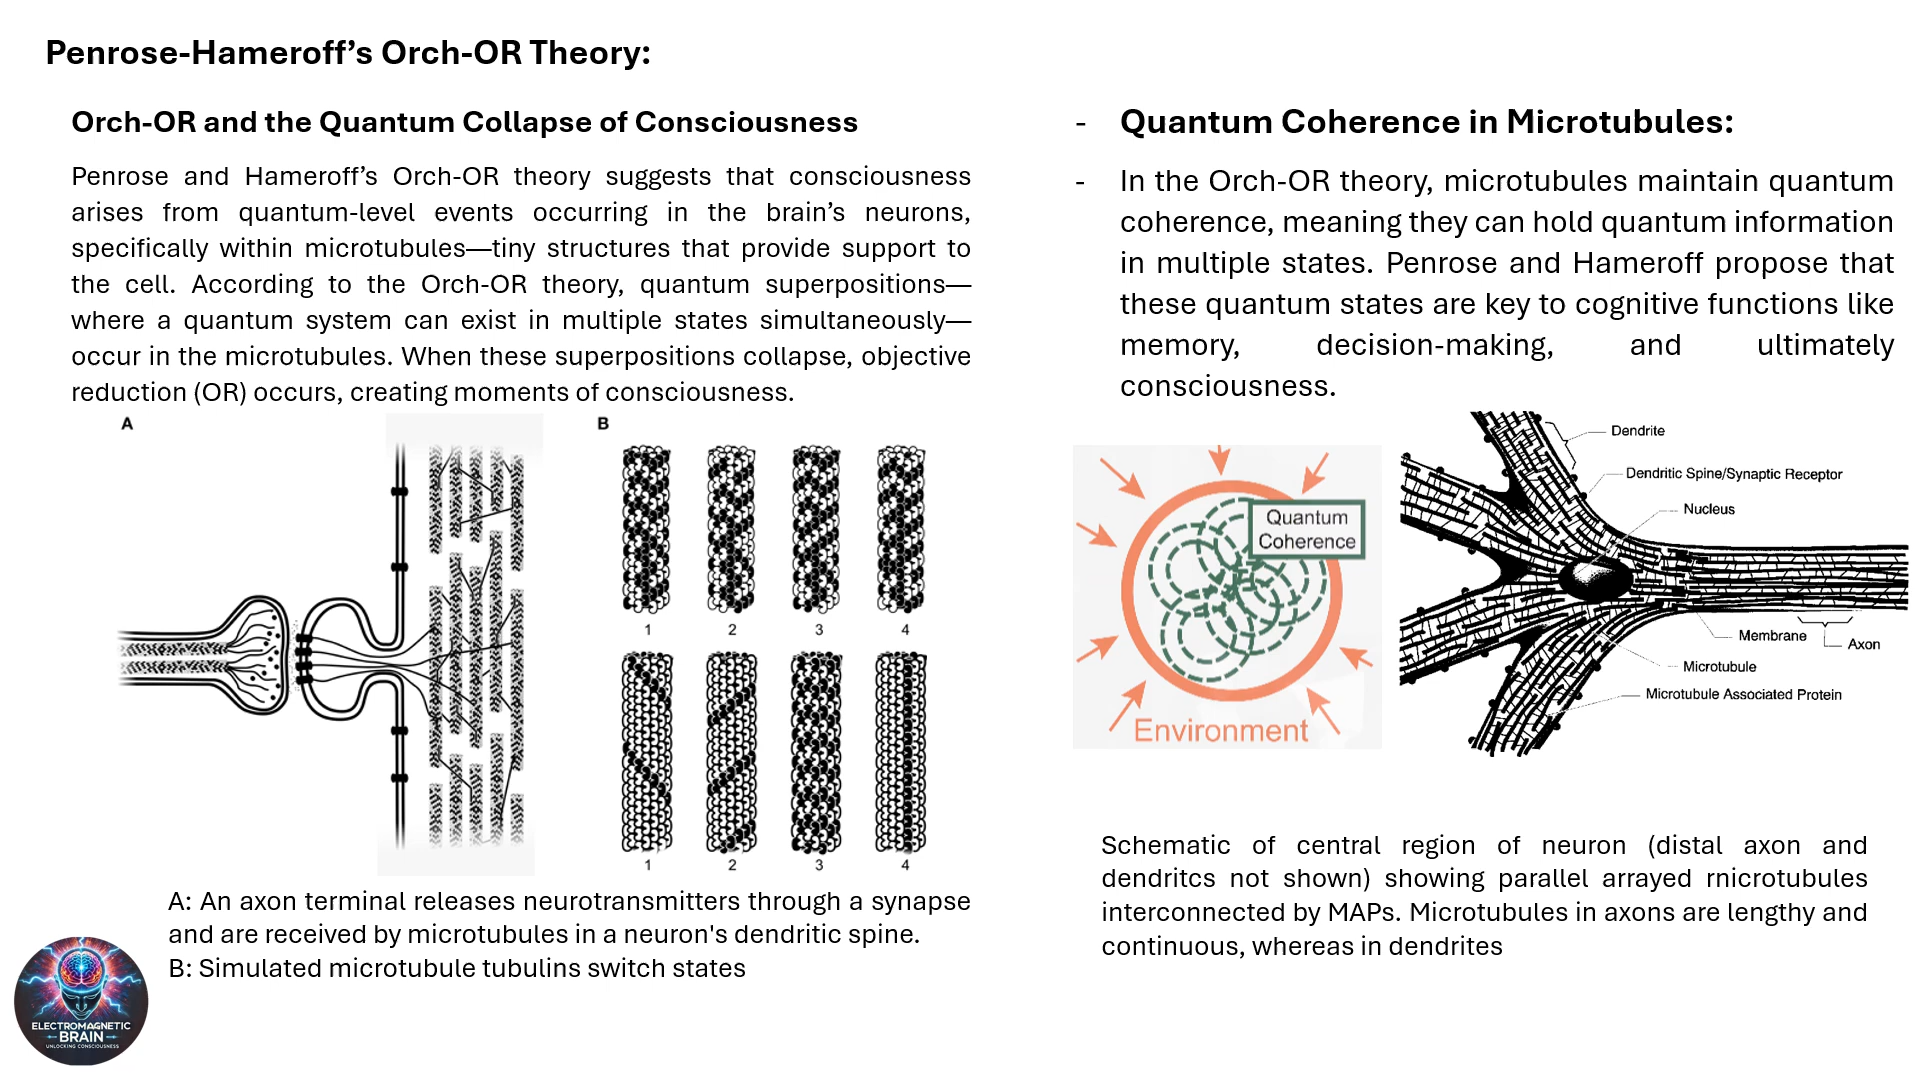 Penrose-Hameroff’s Orch-OR Theory:
Orch-OR and the Quantum Collapse of Consciousness
Penrose and Hameroff’s Orch-OR theory suggests that consciousness
arises from quantum-level events occurring in the brain’s neurons,
specifically within microtubules—tiny structures that provide support to
the cell. According to the Orch-OR theory, quantum superpositions—
where a quantum system can exist in multiple states simultaneously—
occur in the microtubules. When these superpositions collapse, objective
reduction (OR) occurs, creating moments of consciousness.
A
B
1 2 3 4
1 2 3 4
A: An axon terminal releases neurotransmitters through a synapse
and are received by microtubules in a neuron's dendritic spine.
B: Simulated microtubule tubulins switch states
ELECTROMAGNETIC
BRAIN
UNLOCKING CONSCIOUSNESS
- Quantum Coherence in Microtubules:
- In the Orch-OR theory, microtubules maintain quantum
coherence, meaning they can hold quantum information
in multiple states. Penrose and Hameroff propose that
these quantum states are key to cognitive functions like
memory, decision-making, and ultimately
consciousness.
Quantum
Coherence
Environment
Dendrite
Dendritic Spine/Synaptic Receptor
Nucleus
Membrane
Axon
Microtubule
Microtubule Associated Protein
Schematic of central region of neuron (distal axon and
dendritcs not shown) showing parallel arrayed rnicrotubules
interconnected by MAPs. Microtubules in axons are lengthy and
continuous, whereas in dendrites